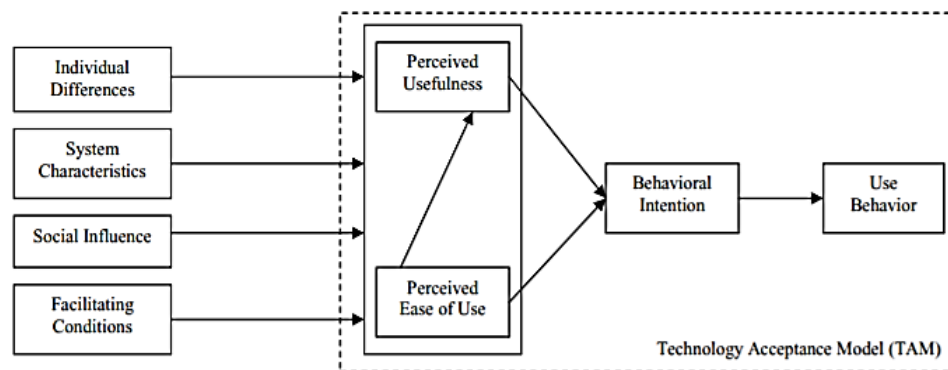 Individual
Differences
System
Characteristics
Social Influence
Facilitating
Conditions
Perceived
Usefulness
Perceived
Ease of Use
Behavioral
Intention
Use
Behavior
Technology Acceptance Model (TAM)